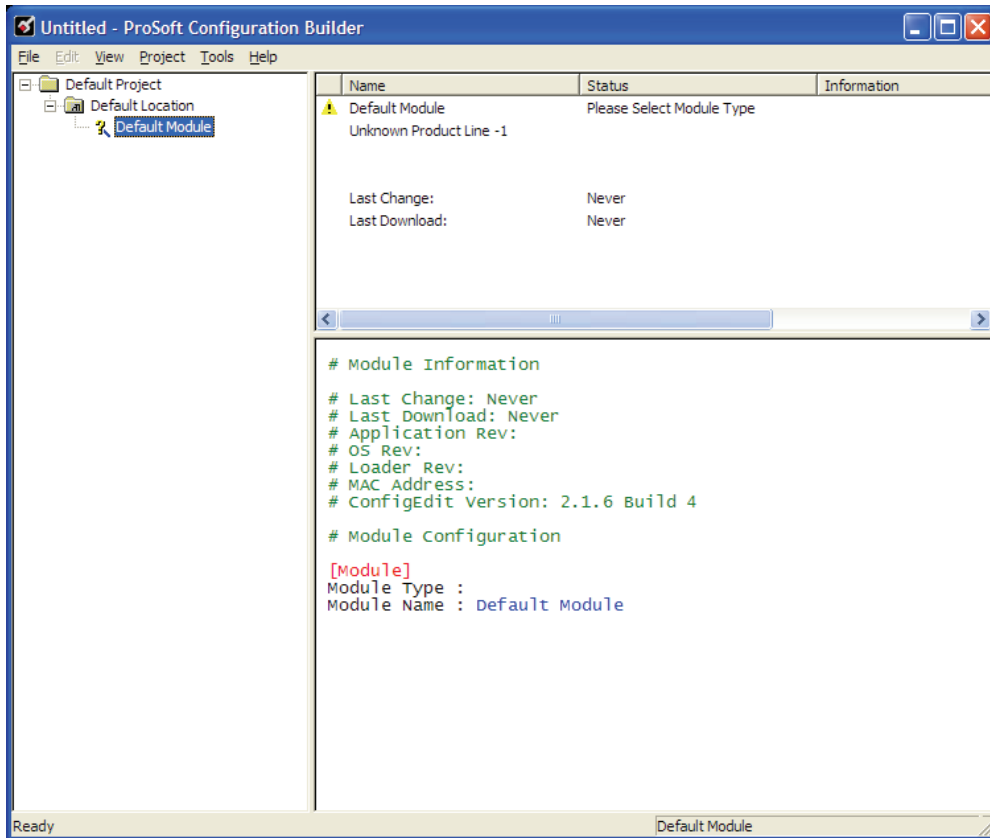 Untitled - ProSoft Configuration Builder
File Edit View Project Tools Help
Default Project
Default Location
Default Module
Name Status Information
Default Module Please Select Module Type
Unknown Product Line -1
Last Change: Never
Last Download: Never
# Module Information
# Last Change: Never
# Last Download: Never
# Application Rev:
# OS Rev:
# Loader Rev:
# MAC Address:
# ConfigEdit Version: 2.1.6 Build 4
# Module Configuration
[Module]
Module Type :
Module Name : Default Module
Ready Default Module